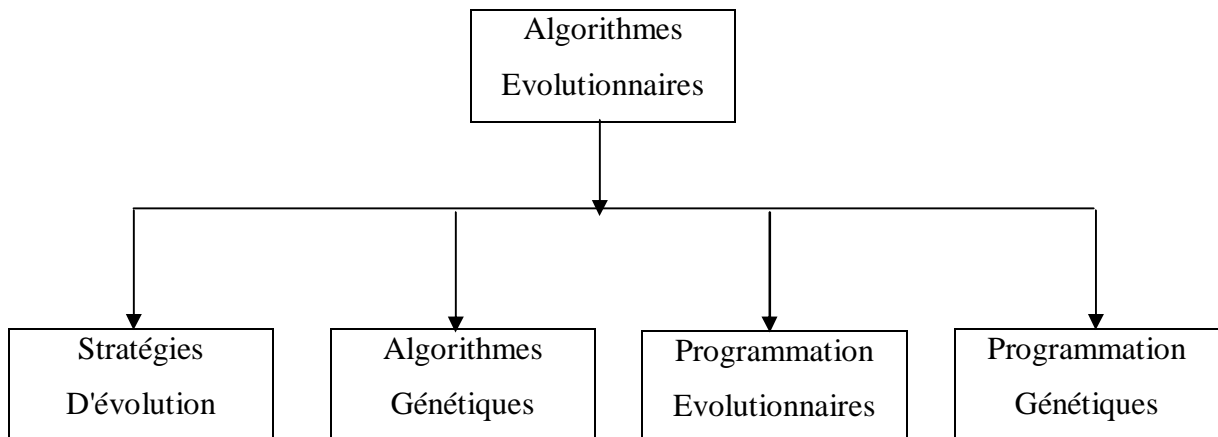 Algorithmes
Evolutionnaires
Stratégies
D'évolution
Algorithmes
Génétiques
Programmation
Evolutionnaires
Programmation
Génétiques